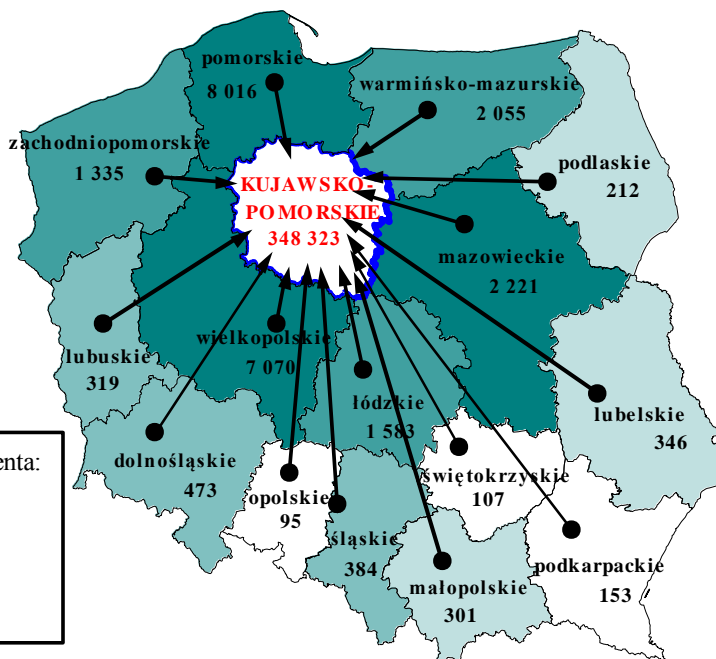 pomorskie
8 016
warmińsko-mazurskie
2 055
zachodniopomorskie
1 335
podlaskie
212
KUJAWSKO-
POMORSKIE
348 323
mazowieckie
2 221
wielkopolskie
7 070
lubuskie
319
łódzkie
1 583
lubelskie
346
enta:
dolnośląskie
473
opolskie
95
świętokrzyskie
107
śląskie
384
małopolskie
301
podkarpackie
153